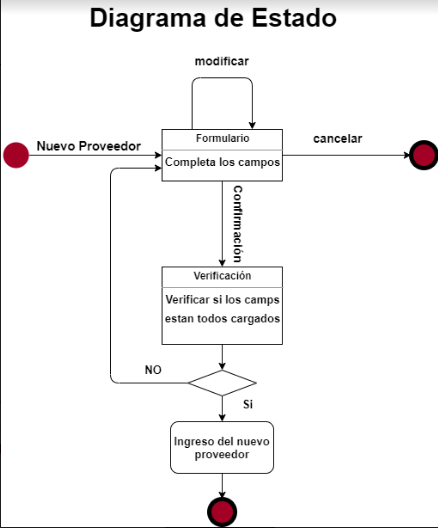 Diagrama de Estado
modificar
Formulario
Nuevo Proveedor
cancelar
Completa los campos
Confirmación
Verificación
Verificar si los camps
estan todos cargados
NO
Si
Ingreso del nuevo
proveedor